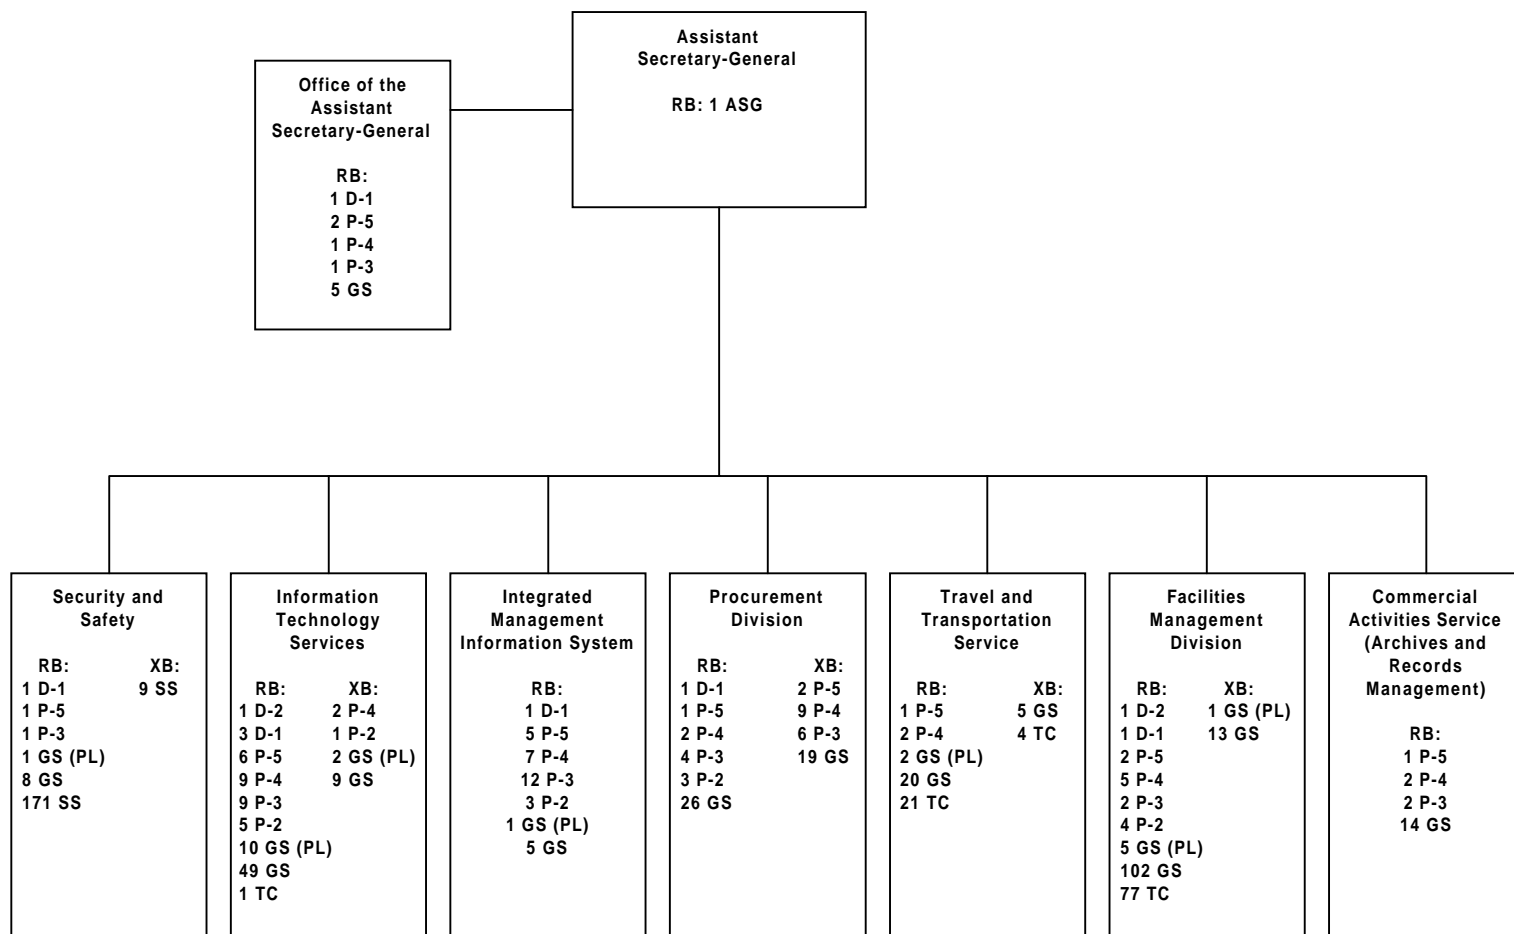 Assistant
Secretary-General
RB: 1 ASG
Office of the
Assistant
Secretary-General
RB:
1 D-1
2 P-5
1 P-4
1 P-3
5 GS
Security and
Safety
RB: XB:
1 D-1 9 SS
1 P-5
1 P-3
1 GS (PL)
8 GS
171 SS
Information
Technology
Services
RB: XB:
1 D-2 2 P-4
3 D-1 1 P-2
6 P-5 2 GS (PL)
9 P-4 9 GS
9 P-3
5 P-2
10 GS (PL)
49 GS
1 TC
Integrated
Management
Information System
RB:
1 D-1
5 P-5
7 P-4
12 P-3
3 P-2
1 GS (PL)
5 GS
Procurement
Division
RB: XB:
1 D-1 2 P-5
1 P-5 9 P-4
2 P-4 6 P-3
4 P-3 19 GS
3 P-2
26 GS
Travel and
Transportation
Service
RB: XB:
1 P-5 5 GS
2 P-4 4 TC
2 GS (PL)
20 GS
21 TC
Facilities
Management
Division
RB: XB:
1 D-2 1 GS (PL)
1 D-1 13 GS
2 P-5
5 P-4
2 P-3
4 P-2
5 GS (PL)
102 GS
77 TC
Commercial
Activities Service
(Archives and
Records
Management)
RB:
1 P-5
2 P-4
2 P-3
14 GS